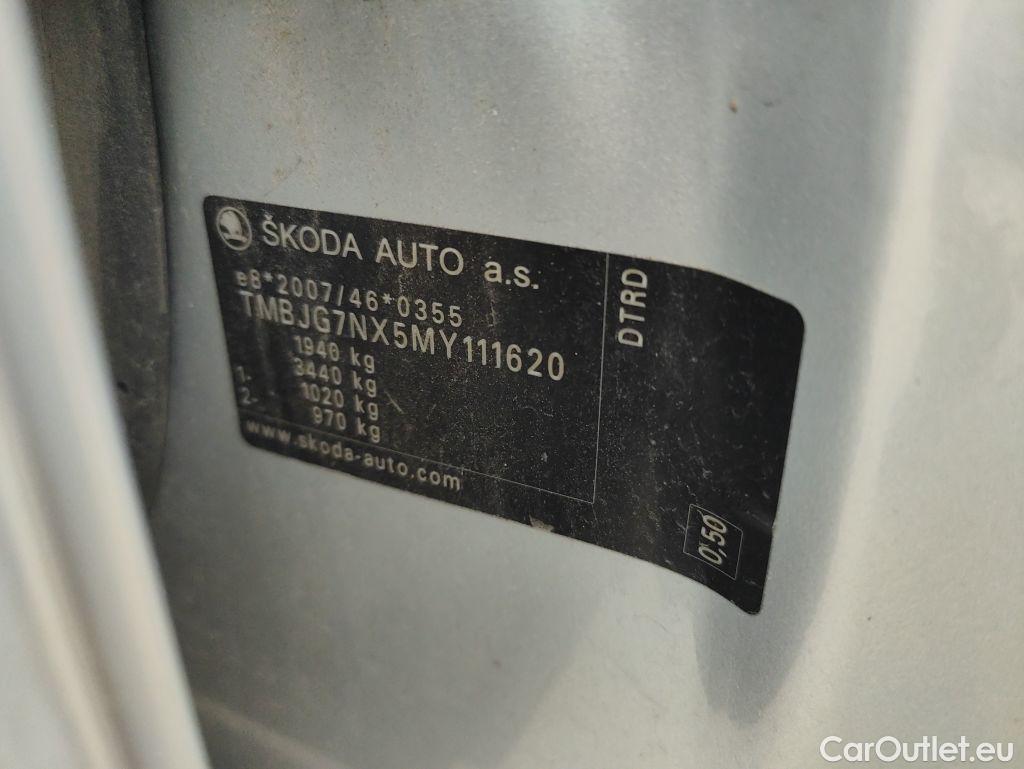 ŠKODA AUTO a.s.
e8*2007/46*0355
TMBJG7NX5MY111620
1940 kg
3440 kg
1- 1020 kg
2- 970 kg
www.skoda-auto.com
DTRD
0,50
CarOutlet.eu